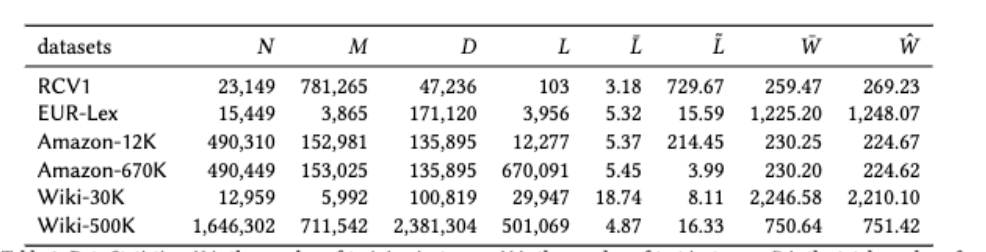 datasets N M D L L̄ L̃ W̄ Ŵ
RCV1 23,149 781,265 47,236 103 3.18 729.67 259.47 269.23
EUR-Lex 15,449 3,865 171,120 3,956 5.32 15.59 1,225.20 1,248.07
Amazon-12K 490,310 152,981 135,895 12,277 5.37 214.45 230.25 224.67
Amazon-670K 490,449 153,025 135,895 670,091 5.45 3.99 230.20 224.62
Wiki-30K 12,959 5,992 100,819 29,947 18.74 8.11 2,246.58 2,210.10
Wiki-500K 1,646,302 711,542 2,381,304 501,069 4.87 16.33 750.64 751.42